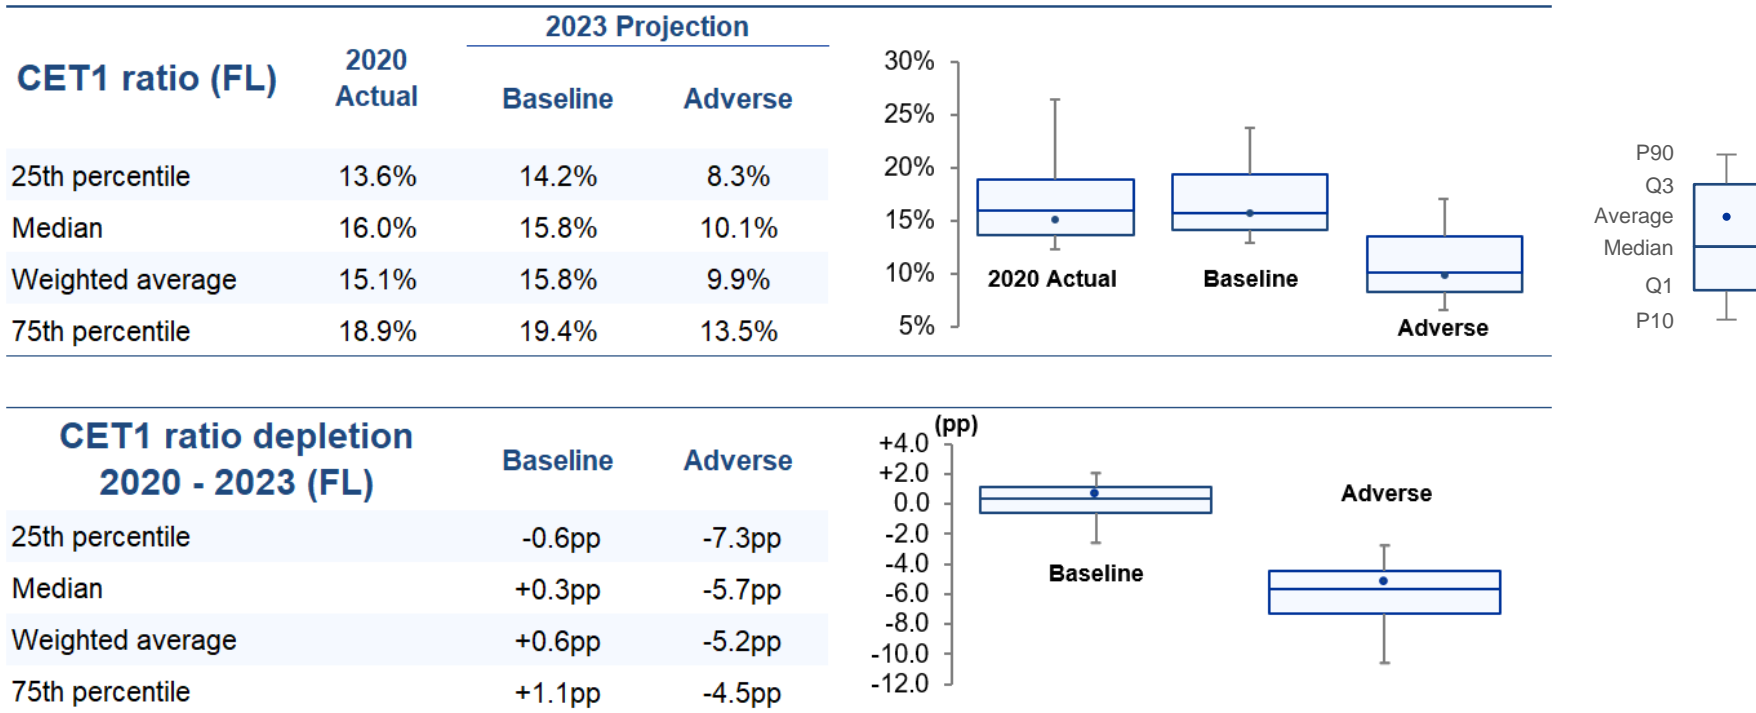 2023 Projection
CET1 ratio (FL)
2020
Actual
Baseline
Adverse
25th percentile 13.6% 14.2% 8.3%
Median 16.0% 15.8% 10.1%
Weighted average 15.1% 15.8% 9.9%
75th percentile 18.9% 19.4% 13.5%
30%
25%
20%
15%
10%
5%
2020 Actual
Baseline
Adverse
P90
Q3
Average
Median
Q1
P10
CET1 ratio depletion
2020 - 2023 (FL)
Baseline
Adverse
25th percentile -0.6pp -7.3pp
Median +0.3pp -5.7pp
Weighted average +0.6pp -5.2pp
75th percentile +1.1pp -4.5pp
(pp)
+4.0
+2.0
0.0
-2.0
-4.0
-6.0
-8.0
-10.0
-12.0
Baseline
Adverse